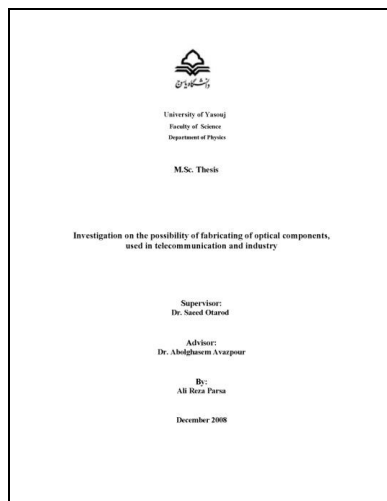 دانشگاه یاسوج
University of Yasouj
Faculty of Science
Department of Physics
M.Sc. Thesis
Investigation on the possibility of fabricating of optical components,
used in telecommunication and industry
Supervisor:
Dr. Saeed Otarod
Advisor:
Dr. Abolghasem Avazpour
By:
Ali Reza Parsa
December 2008